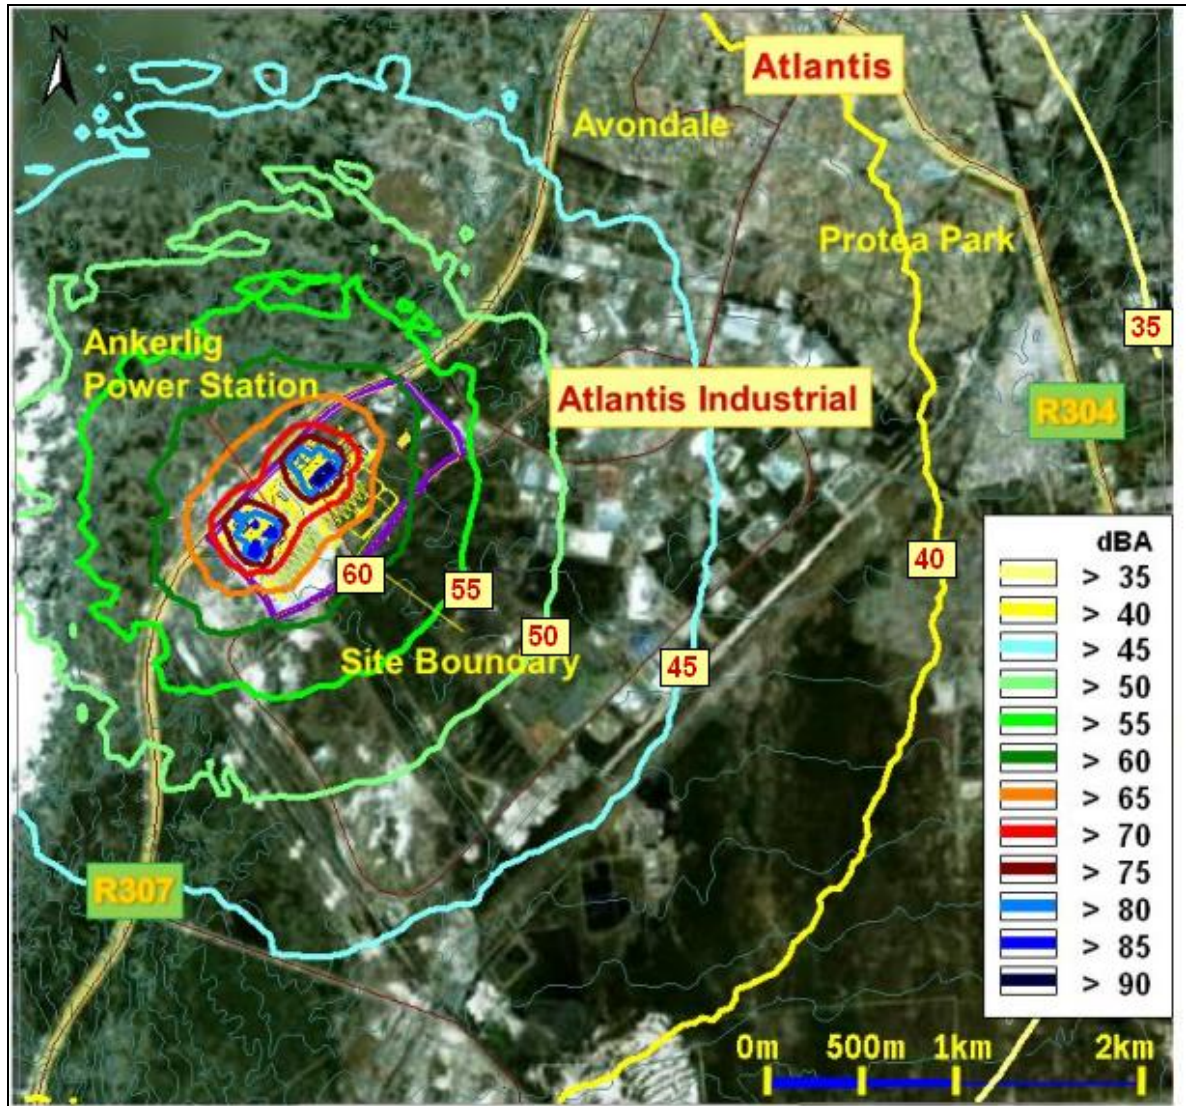 N
Atlantis
Avondale
Protea Park
35
Ankerlig
Power Station
Atlantis Industrial
R304
dBA
> 35
> 40
> 45
> 50
> 55
> 60
> 65
> 70
> 75
> 80
> 85
> 90
60
55
50
45
40
Site Boundary
R307
0m 500m 1km 2km